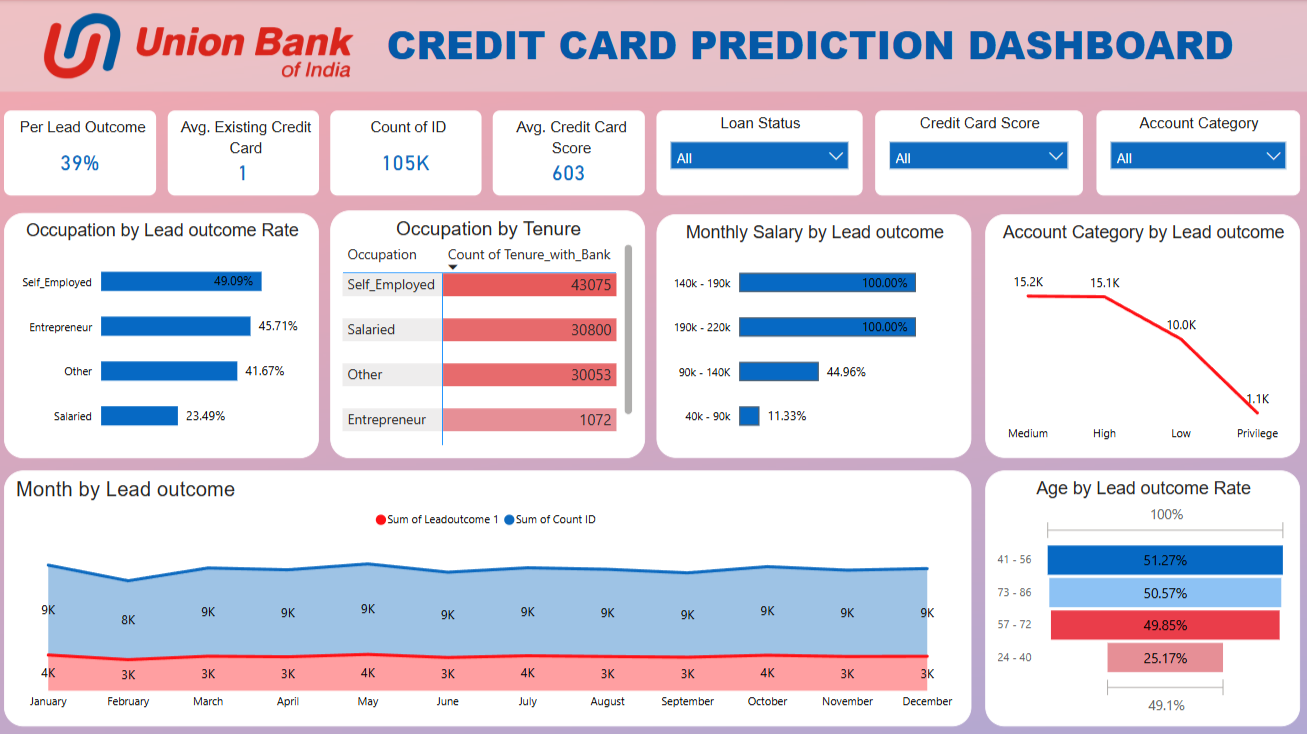 Union Bank
of India
CREDIT CARD PREDICTION DASHBOARD
Per Lead Outcome
39%
Avg. Existing Credit
Card
1
Count of ID
105K
Avg. Credit Card
Score
603
Loan Status
All
Credit Card Score
All
Account Category
All
Occupation by Lead outcome Rate
Self_Employed 49.09%
Entrepreneur 45.71%
Other 41.67%
Salaried 23.49%
Occupation by Tenure
Occupation Count of Tenure_with_Bank
Self_Employed 43075
Salaried 30800
Other 30053
Entrepreneur 1072
Monthly Salary by Lead outcome
140k - 190k 100.00%
190k - 220k 100.00%
90k - 140K 44.96%
40k - 90k 11.33%
Account Category by Lead outcome
15.2K 15.1K
10.0K
1.1K
Medium High Low Privilege
Month by Lead outcome
Sum of Leadoutcome 1 Sum of Count ID
9K 8K 9K 9K 9K 9K 9K 9K 9K 9K 9K 9K
4K 3K 3K 3K 4K 3K 3K 3K 3K 4K 3K 3K
January February March April May June July August September October November December
Age by Lead outcome Rate
100%
41 - 56 51.27%
73 - 86 50.57%
57 - 72 49.85%
24 - 40 25.17%
49.1%